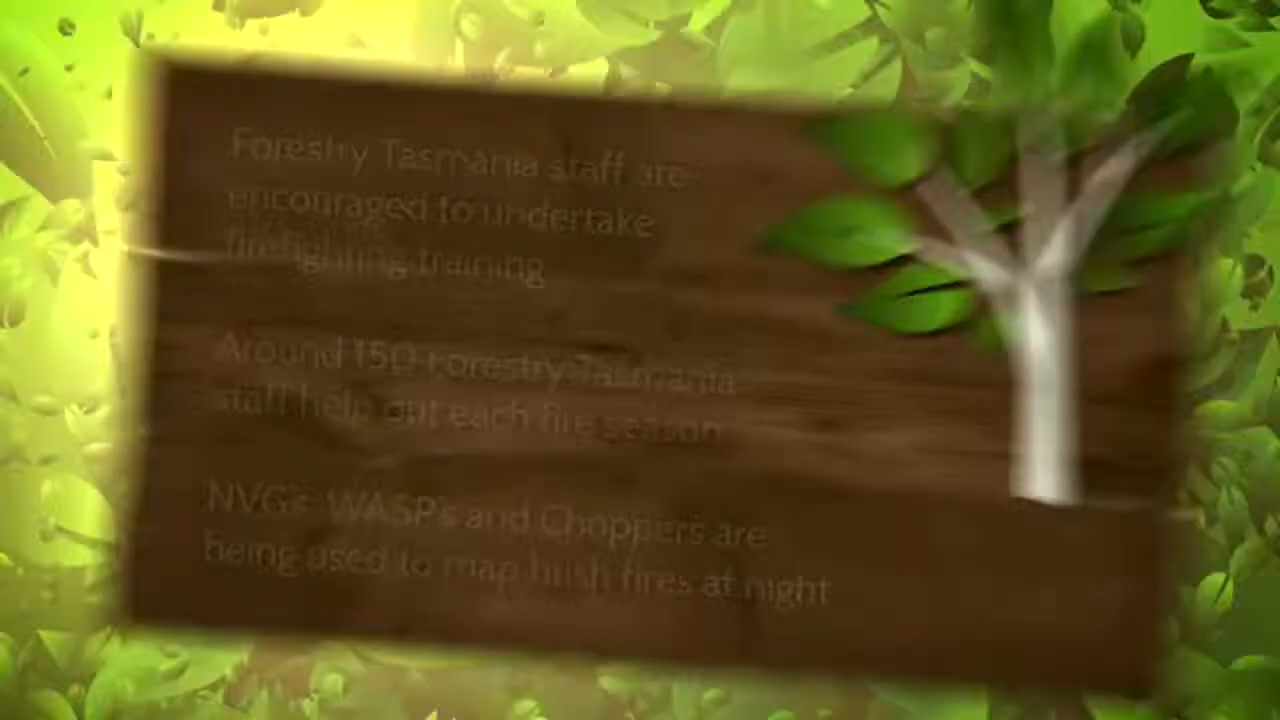 Forestry Tasmania staff are
encouraged to undertake
firefighting training
Around 150 Forestry Tasmania
staff help out each fire season
NVG's WASP's and Choppers are
being used to map bush fires at night